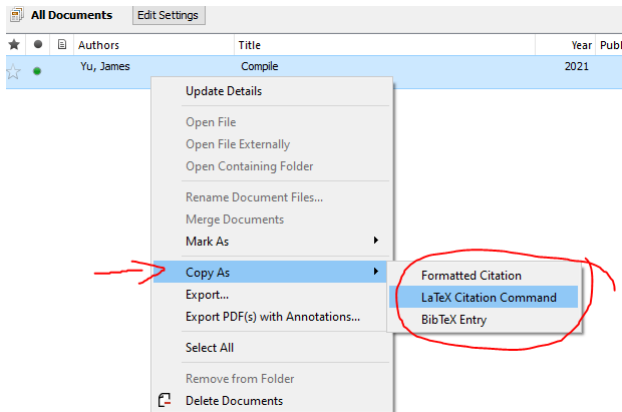 All Documents Edit Settings
Authors Title Year Publ
Yu, James Compile 2021
Update Details
Open File
Open File Externally
Open Containing Folder
Rename Document Files...
Merge Documents
Mark As
Copy As
Formatted Citation
Export...
LaTeX Citation Command
Export PDF(s) with Annotations...
BibTeX Entry
Select All
Remove from Folder
Delete Documents